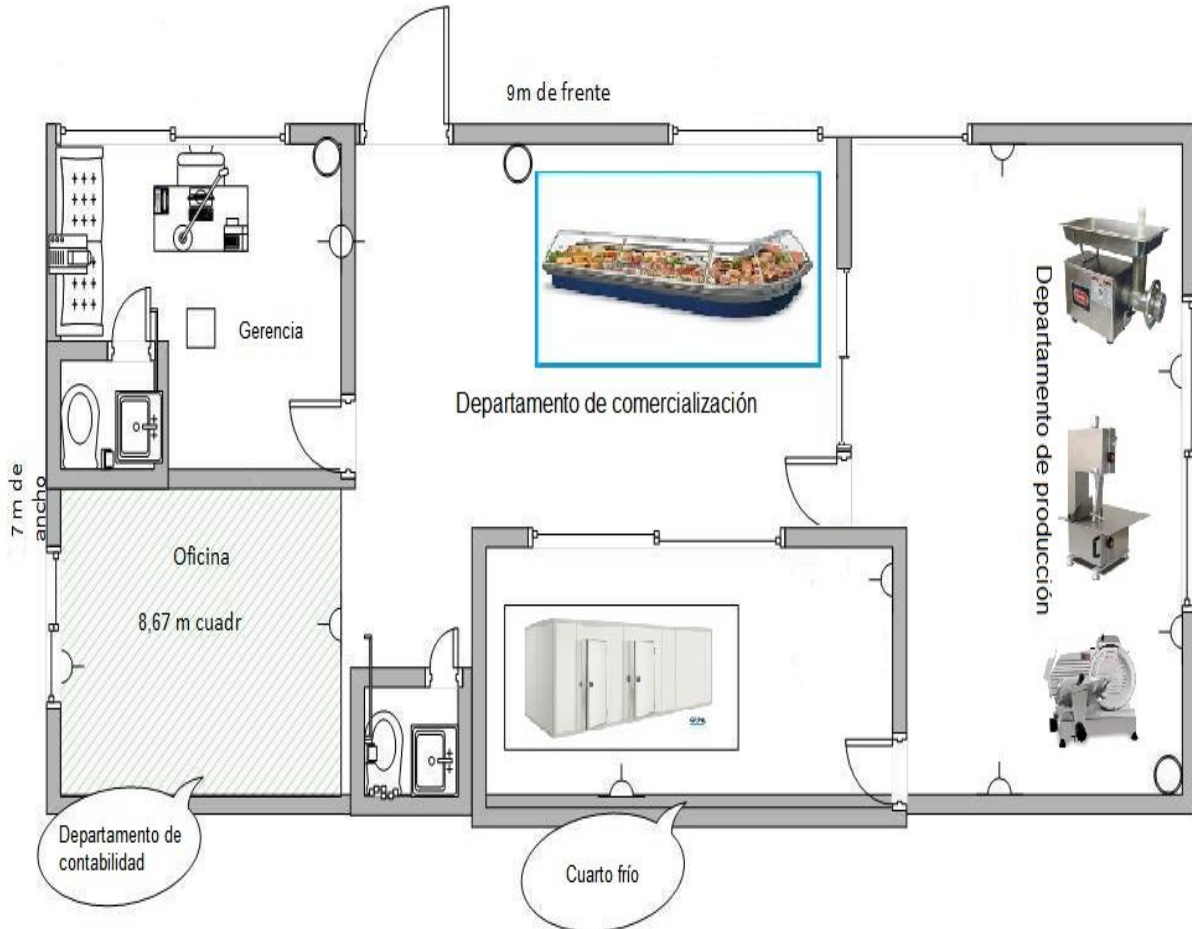 9m de frente
Gerencia
Departamento de comercialización
Departamento de producción
7 m de
ancho
Oficina
8,67 m cuadr
Departamento de
contabilidad
Cuarto frío